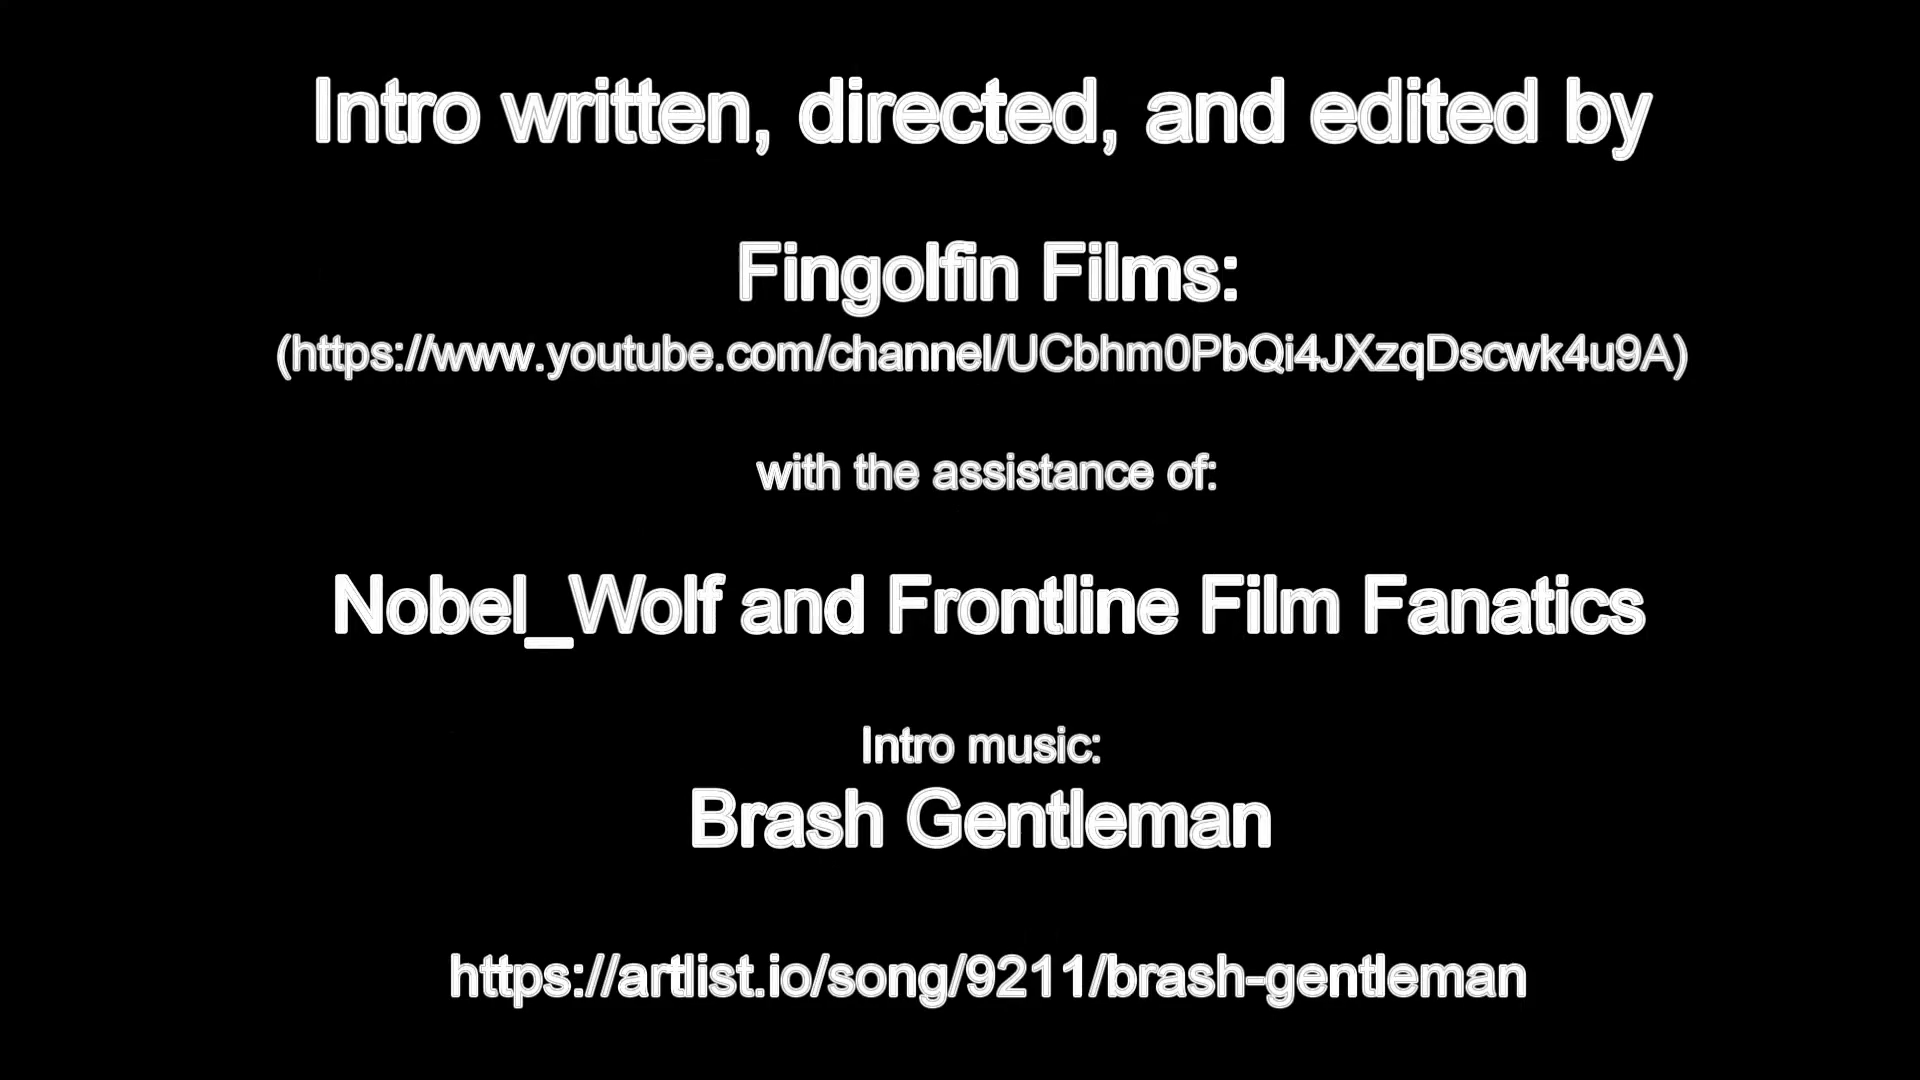 Intro written, directed, and edited by
Fingolfin Films:
(https://www.youtube.com/channel/UCbhm0PbQi4JXzqDscwk4u9A)
with the assistance of:
Nobel_Wolf and Frontline Film Fanatics
Intro music:
Brash Gentleman
https://artlist.io/song/9211/brash-gentleman